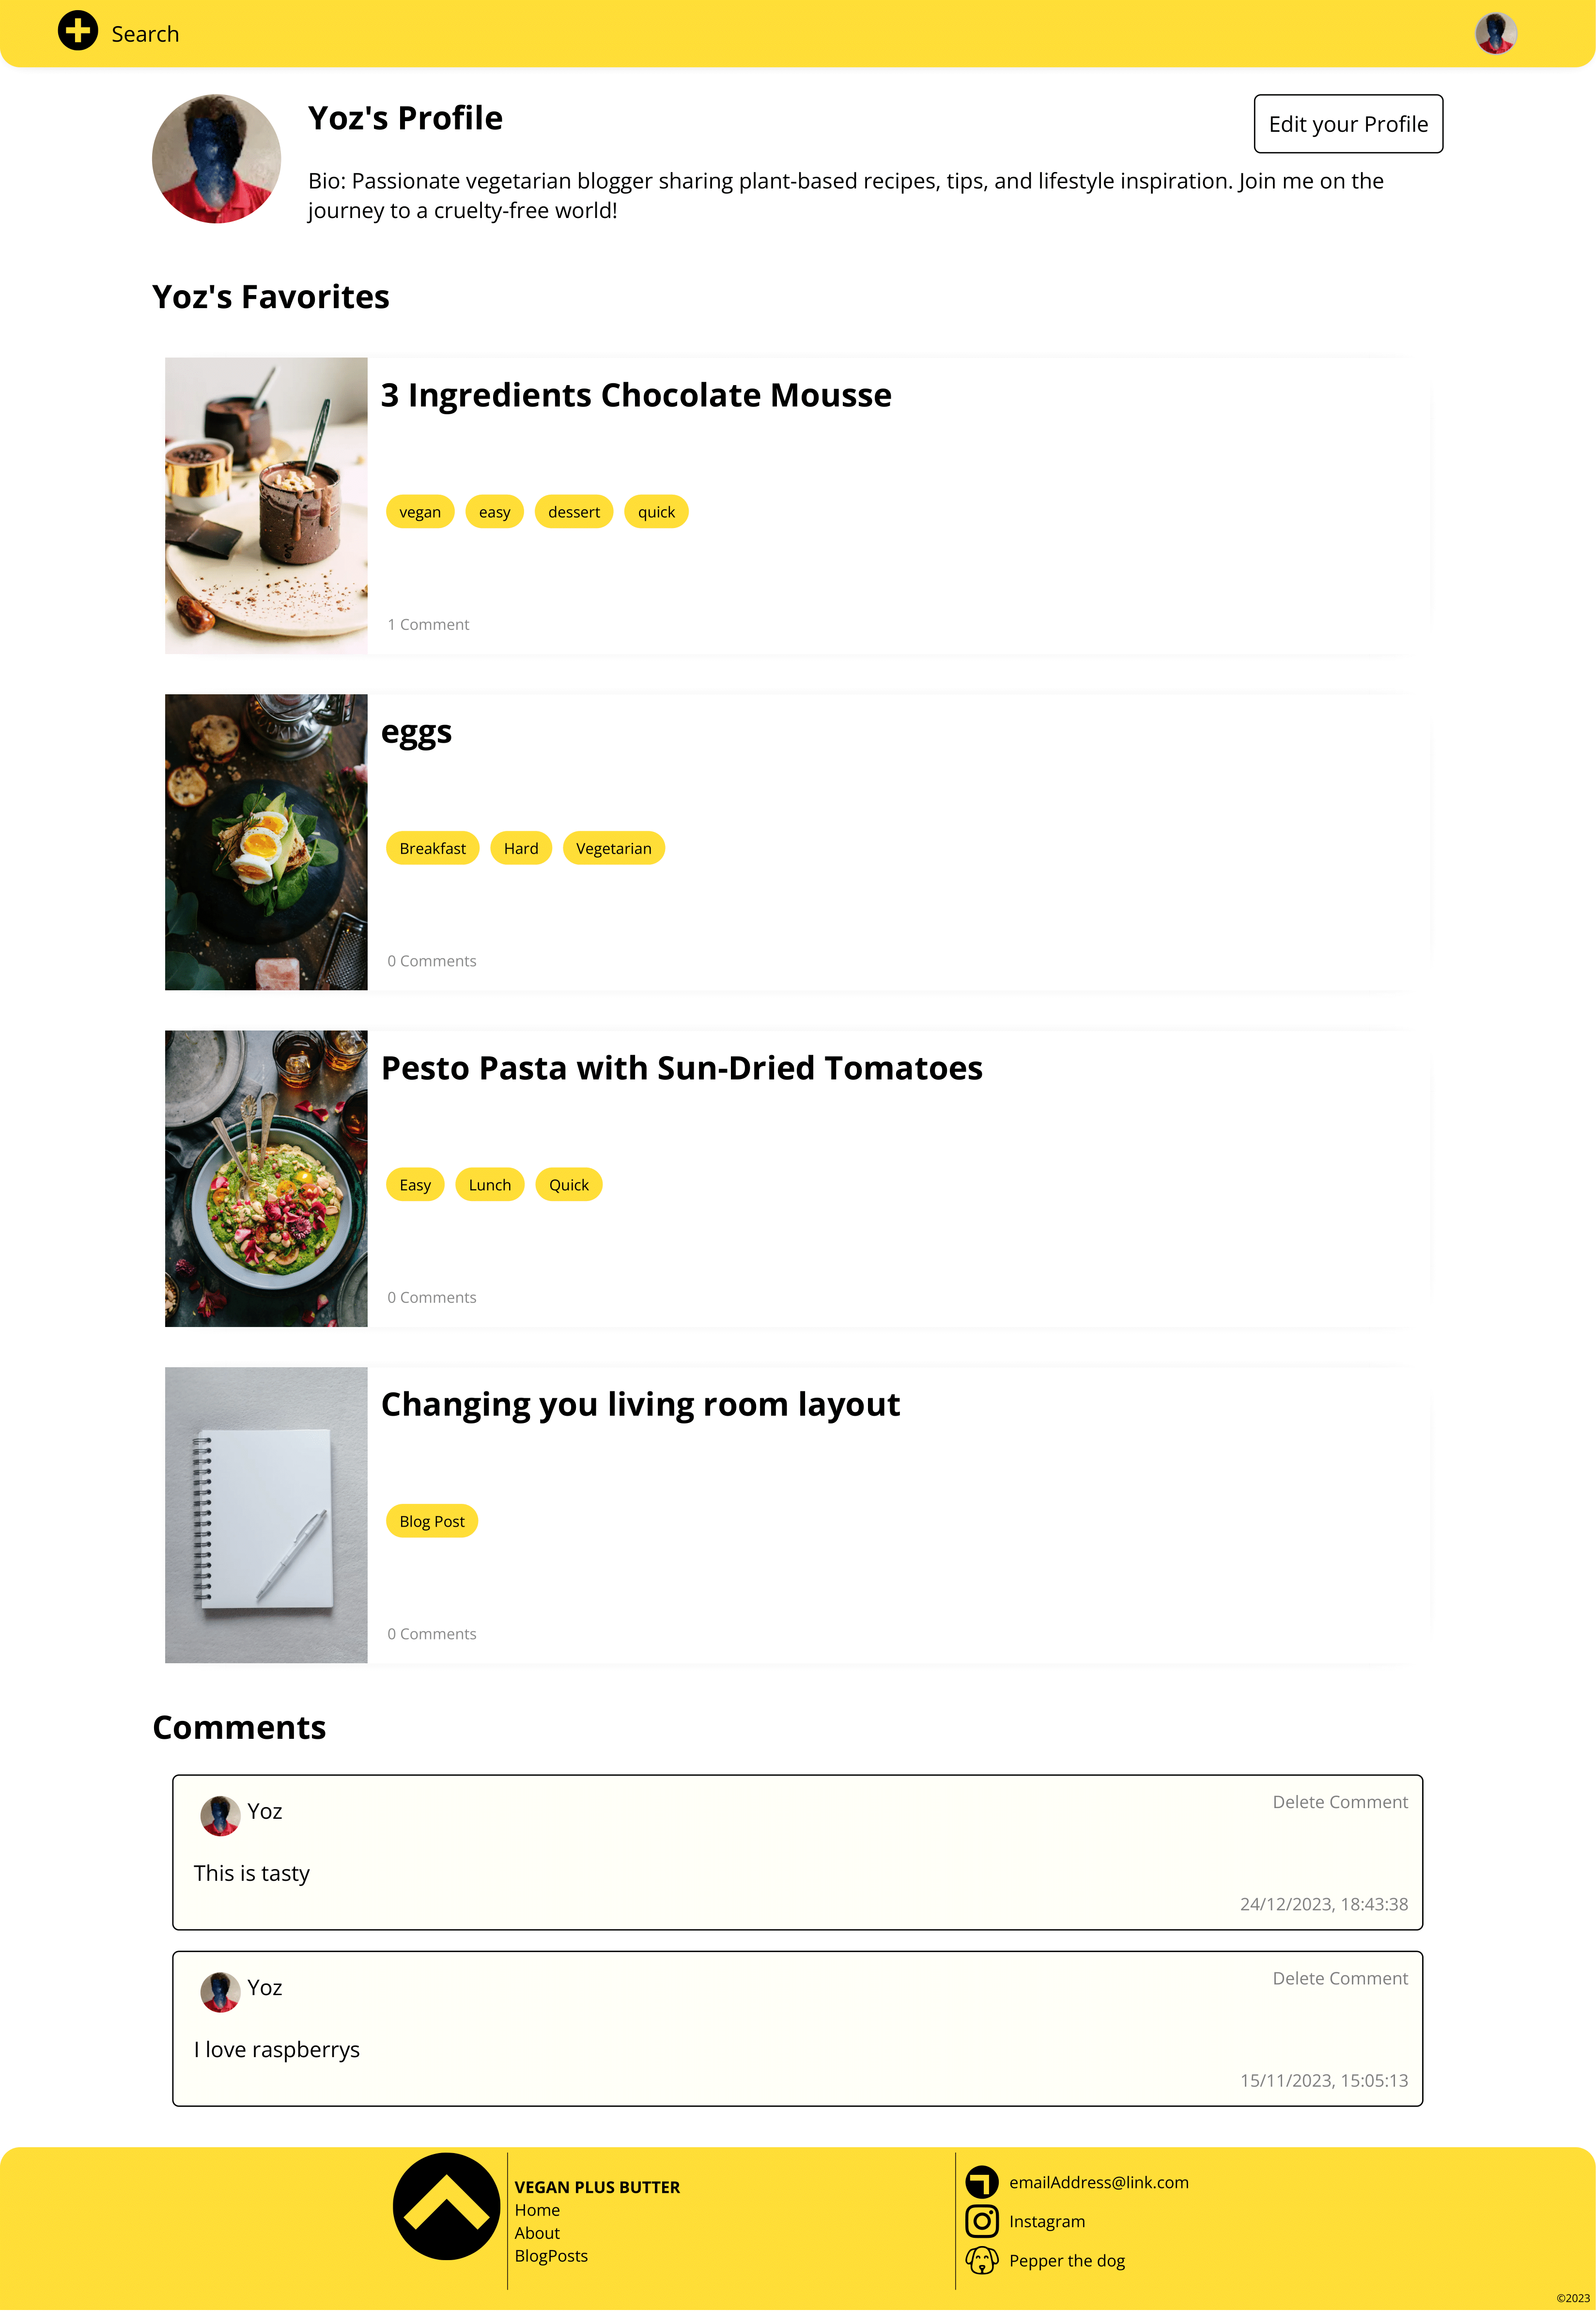 Search
Yoz's Profile
Edit your Profile
Bio: Passionate vegetarian blogger sharing plant-based recipes, tips, and lifestyle inspiration. Join me on the
journey to a cruelty-free world!
Yoz's Favorites
3 Ingredients Chocolate Mousse
vegan easy dessert quick
1 Comment
eggs
Breakfast Hard Vegetarian
0 Comments
Pesto Pasta with Sun-Dried Tomatoes
Easy Lunch Quick
0 Comments
Changing you living room layout
Blog Post
0 Comments
Comments
Yoz
Delete Comment
This is tasty
24/12/2023, 18:43:38
Yoz
Delete Comment
I love raspberrys
15/11/2023, 15:05:13
VEGAN PLUS BUTTER
Home
About
BlogPosts
emailAddress@link.com
Instagram
Pepper the dog
©2023